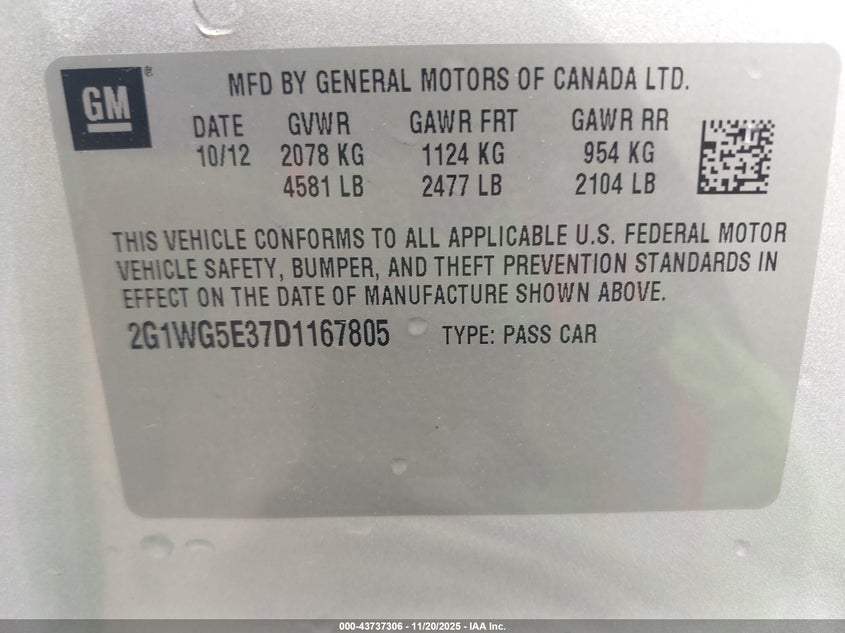 GM
®
MFD BY GENERAL MOTORS OF CANADA LTD.
DATE GVWR GAWR FRT GAWR RR
10/12 2078 KG 1124 KG 954 KG
4581 LB 2477 LB 2104 LB
THIS VEHICLE CONFORMS TO ALL APPLICABLE U.S. FEDERAL MOTOR
VEHICLE SAFETY, BUMPER, AND THEFT PREVENTION STANDARDS IN
EFFECT ON THE DATE OF MANUFACTURE SHOWN ABOVE.
2G1WG5E37D1167805 TYPE: PASS CAR
000-43737306 - 11/20/2025 - IAA Inc.